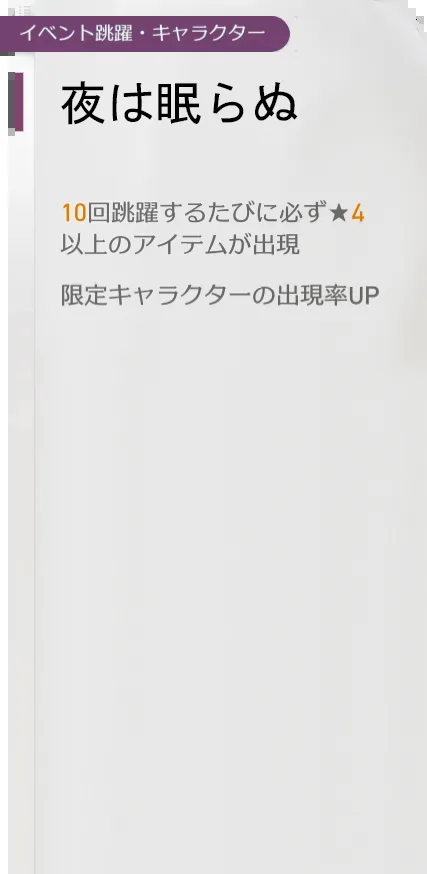 イベント跳躍・キャラクター
夜は眠らぬ
10回跳躍するたびに必ず★4
以上のアイテムが出現
限定キャラクターの出現率UP